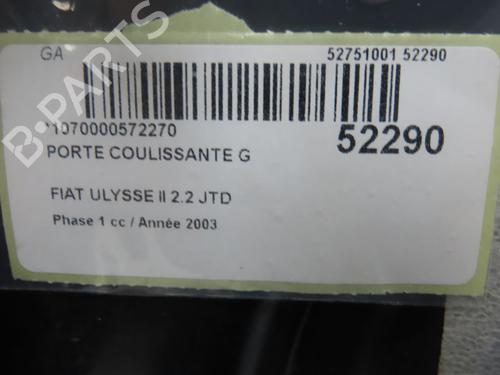 GA 52751001 52290
*1070000572270 52290
PORTE COULISSANTE G
FIAT ULYSSE II 2.2 JTD
Phase 1 cc / Année 2003
B-PARTS